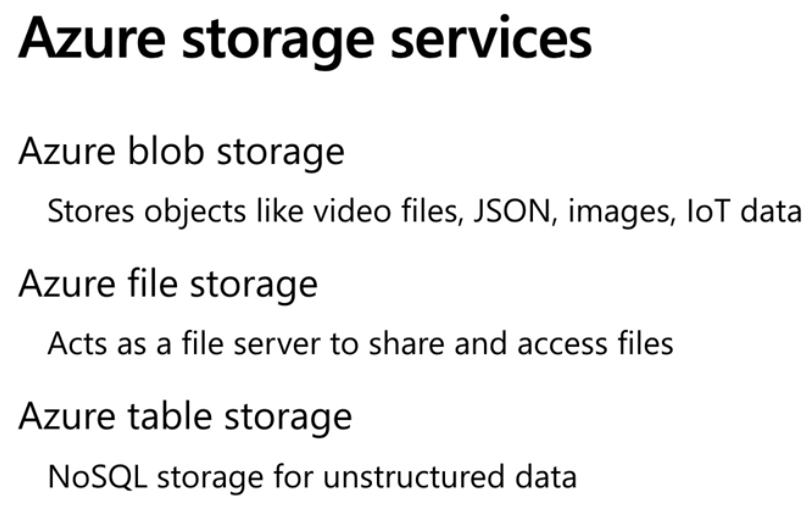 Azure storage services
Azure blob storage
Stores objects like video files, JSON, images, IoT data
Azure file storage
Acts as a file server to share and access files
Azure table storage
NoSQL storage for unstructured data